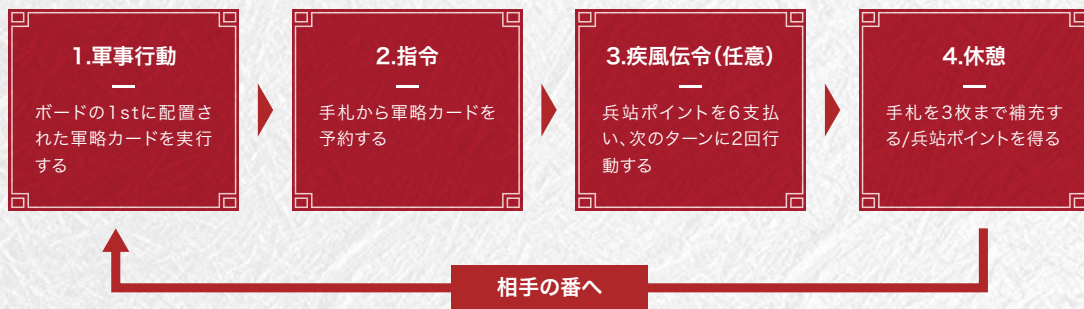 1.軍事行動
ボードの1stに配置さ
れた軍略カードを実行
する
2.指令
手札から軍略カードを
予約する
3.疾風伝令(任意)
兵站ポイントを6支払
い、次のターンに2回行
動する
4.休憩
手札を3枚まで補充す
る/兵站ポイントを得る
相手の番へ